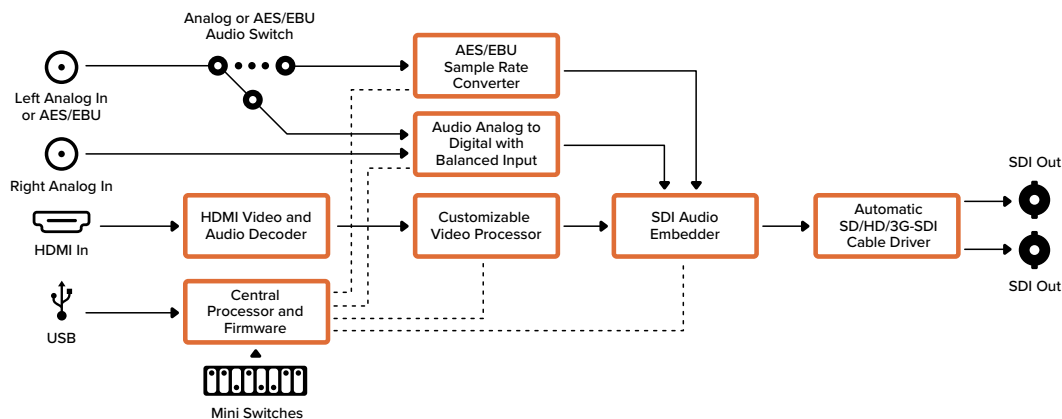 Analog or AES/EBU
Audio Switch
Left Analog In
or AES/EBU
AES/EBU
Sample Rate
Converter
Audio Analog to
Digital with
Balanced Input
Right Analog In
HDMI In
HDMI Video and
Audio Decoder
Customizable
Video Processor
SDI Audio
Embedder
Automatic
SD/HD/3G-SDI
Cable Driver
SDI Out
SDI Out
USB
Central
Processor and
Firmware
Mini Switches